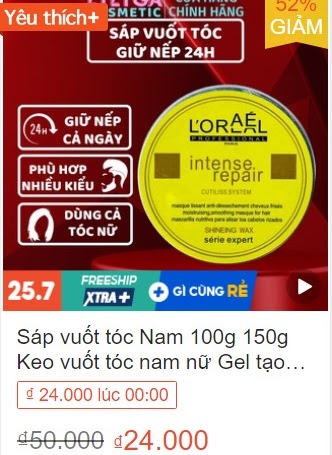 Yêu thích+
COSMETIC CHÍNH HÃNG
52%
GIẢM
SÁP VUỐT TÓC
GIỮ NẾP 24H
24H
GIỮ NẾP
CẢ NGÀY
PHÙ HỢP
NHIỀU KIỂU
DÙNG CẢ
TÓC NỮ
L'ORÉAL
PROFESSIONNEL
PARIS
intense
repair
CUTILISS SYSTEM
masque lissant anti-dessechement cheveux frisés
moisturising, smoothing masque for hair
mascarilla nutritiva para alisar los cabellos rizados
SHINEING WAX
série expert
25.7
FREESHIP
XTRA+
GÌ CŨNG RẺ
Sáp vuốt tóc Nam 100g 150g
Keo vuốt tóc nam nữ Gel tạo…
₫ 24.000 lúc 00:00
₫50.000 ₫24.000